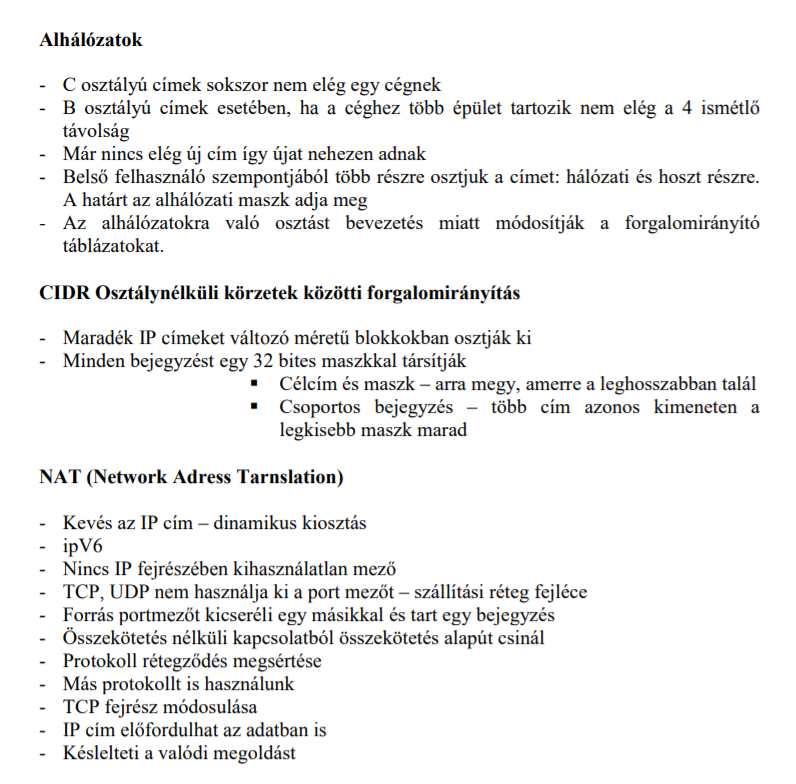 Alhálózatok
- C osztályú címek sokszor nem elég egy cégnek
- B osztályú címek esetében, ha a céghez több épület tartozik nem elég a 4 ismétlő
távolság
- Már nincs elég új cím így újat nehezen adnak
- Belső felhasználó szempontjából több részre osztjuk a címet: hálózati és hoszt részre.
A határt az alhálózati maszk adja meg
- Az alhálózatokra való osztást bevezetés miatt módosítják a forgalomirányító
táblázatokat.
CIDR Osztálynélküli körzetek közötti forgalomirányítás
- Maradék IP címeket változó méretű blokkokban osztják ki
- Minden bejegyzést egy 32 bites maszkkal társítják
▪ Célcím és maszk – arra megy, amerre a leghosszabban talál
▪ Csoportos bejegyzés – több cím azonos kimeneten a
legkisebb maszk marad
NAT (Network Adress Tarnslation)
- Kevés az IP cím – dinamikus kiosztás
- ipV6
- Nincs IP fejrészében kihasználatlan mező
- TCP, UDP nem használja ki a port mezőt – szállítási réteg fejléce
- Forrás portmezőt kicseréli egy másikkal és tart egy bejegyzés
- Összekötetés nélküli kapcsolatból összekötetés alapút csinál
- Protokoll rétegződés megsértése
- Más protokollt is használunk
- TCP fejrész módosulása
- IP cím előfordulhat az adatban is
- Késlelteti a valódi megoldást